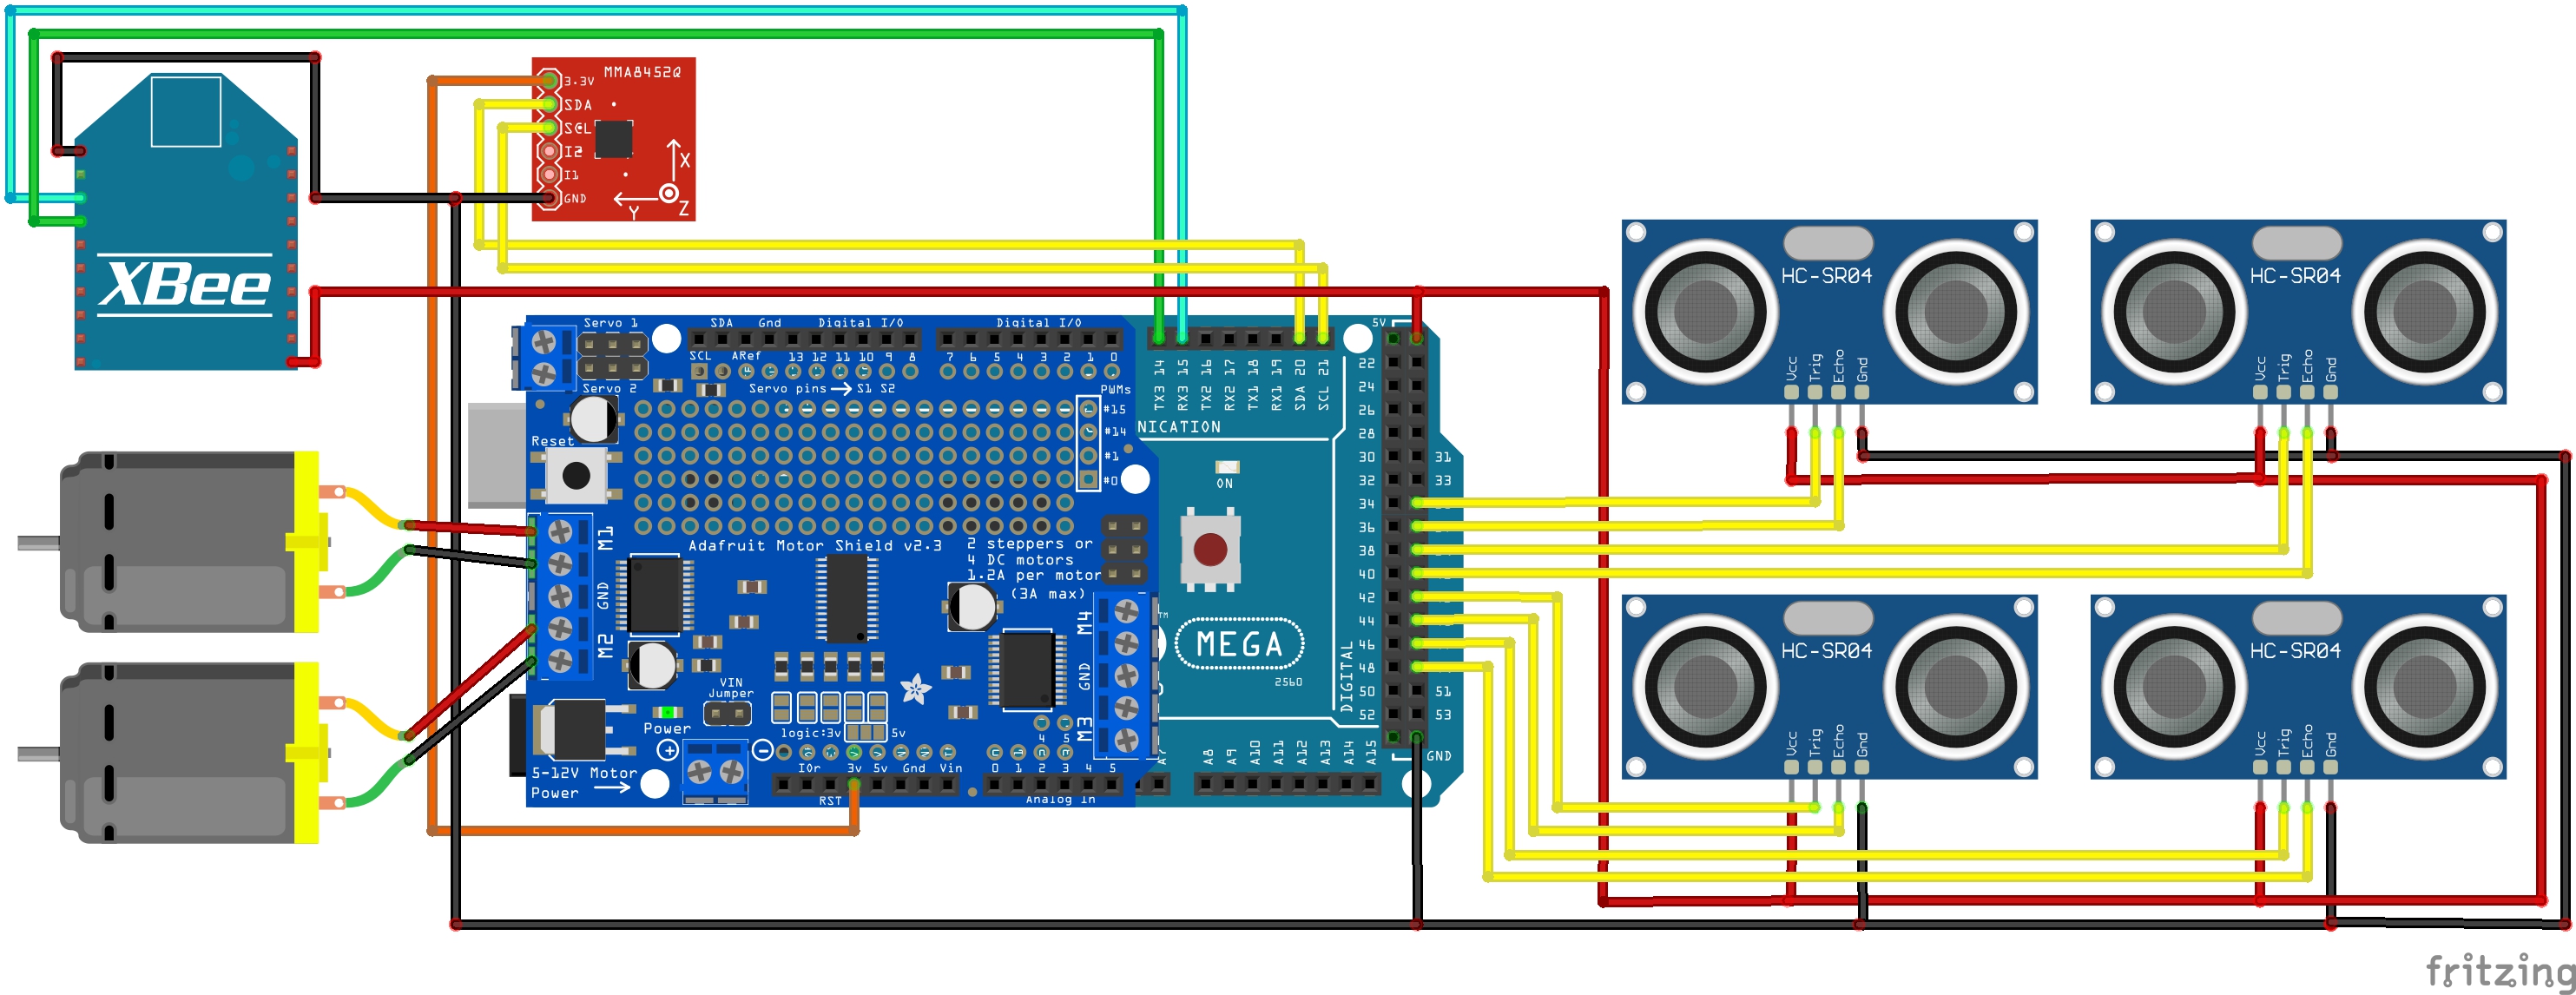 MMA8452Q
3.3V
SDA
SCL
I2
I1
GND
X
Y
Z
XBee
HC-SR04
Vcc
Trig
Echo
Gnd
HC-SR04
Vcc
Trig
Echo
Gnd
Servo 1
SDA
Gnd
Digital I/O
Digital I/O
SCL
ARef
13
12
11
10
9
8
7
6
5
4
3
2
1
0
Servo 2
Servo pins
S1 S2
PWMs
#15
#14
#1
#0
Reset
TX3 14
RX3 15
TX2 16
RX2 17
TX1 18
RX1 19
SDA 20
SCL 21
NICATION
5V
22
24
26
28
30
31
32
33
34
36
38
40
42
44
46
48
50
51
52
53
GND
ON
M1
GND
M2
Adafruit Motor Shield v2.3
2 steppers or
4 DC motors
1.2A per motor
(3A max)
M4
GND
M3
MEGA
TM
2560
DIGITAL
VIN
Jumper
Power
logic:3v
5v
4
5
5-12V Motor
Power
IOr
3v
5v
Gnd
Vin
0
1
2
3
4
5
RST
Analog In
A7
A8
A9
A10
A11
A12
A13
A14
A15
HC-SR04
Vcc
Trig
Echo
Gnd
HC-SR04
Vcc
Trig
Echo
Gnd
fritzing